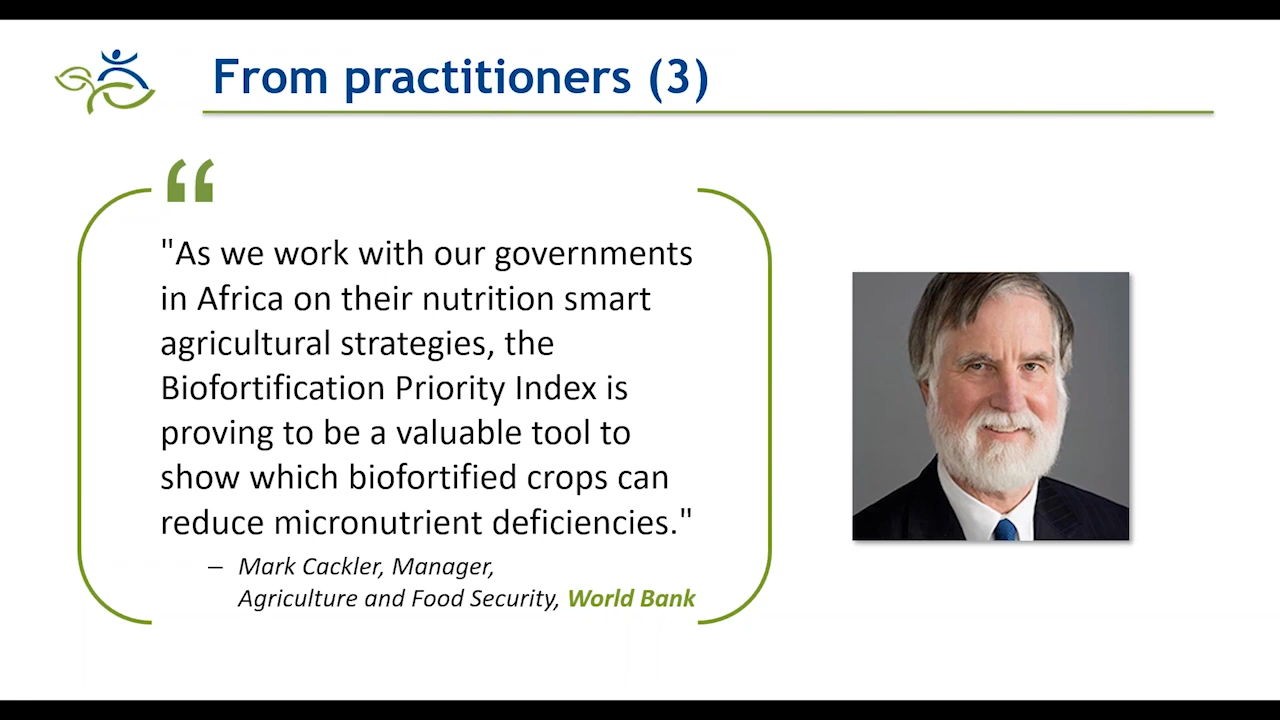 From practitioners (3)
“
"As we work with our governments
in Africa on their nutrition smart
agricultural strategies, the
Biofortification Priority Index is
proving to be a valuable tool to
show which biofortified crops can
reduce micronutrient deficiencies."
– Mark Cackler, Manager,
Agriculture and Food Security, World Bank